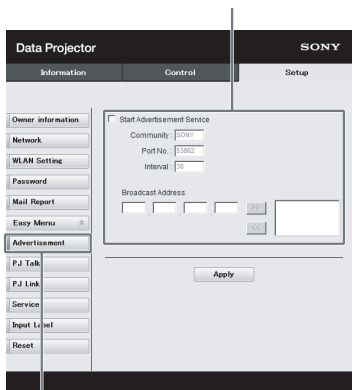 Data Projector
SONY
Information
Control
Setup
Owner information
Network
WLAN Setting
Password
Mail Report
Easy Menu
Advertisement
PJ Talk
PJ Link
Service
Input Label
Reset
Start Advertisement Service
Community : SONY
Port No. : 53862
Interval : 30
Broadcast Address
>>
<<
Apply